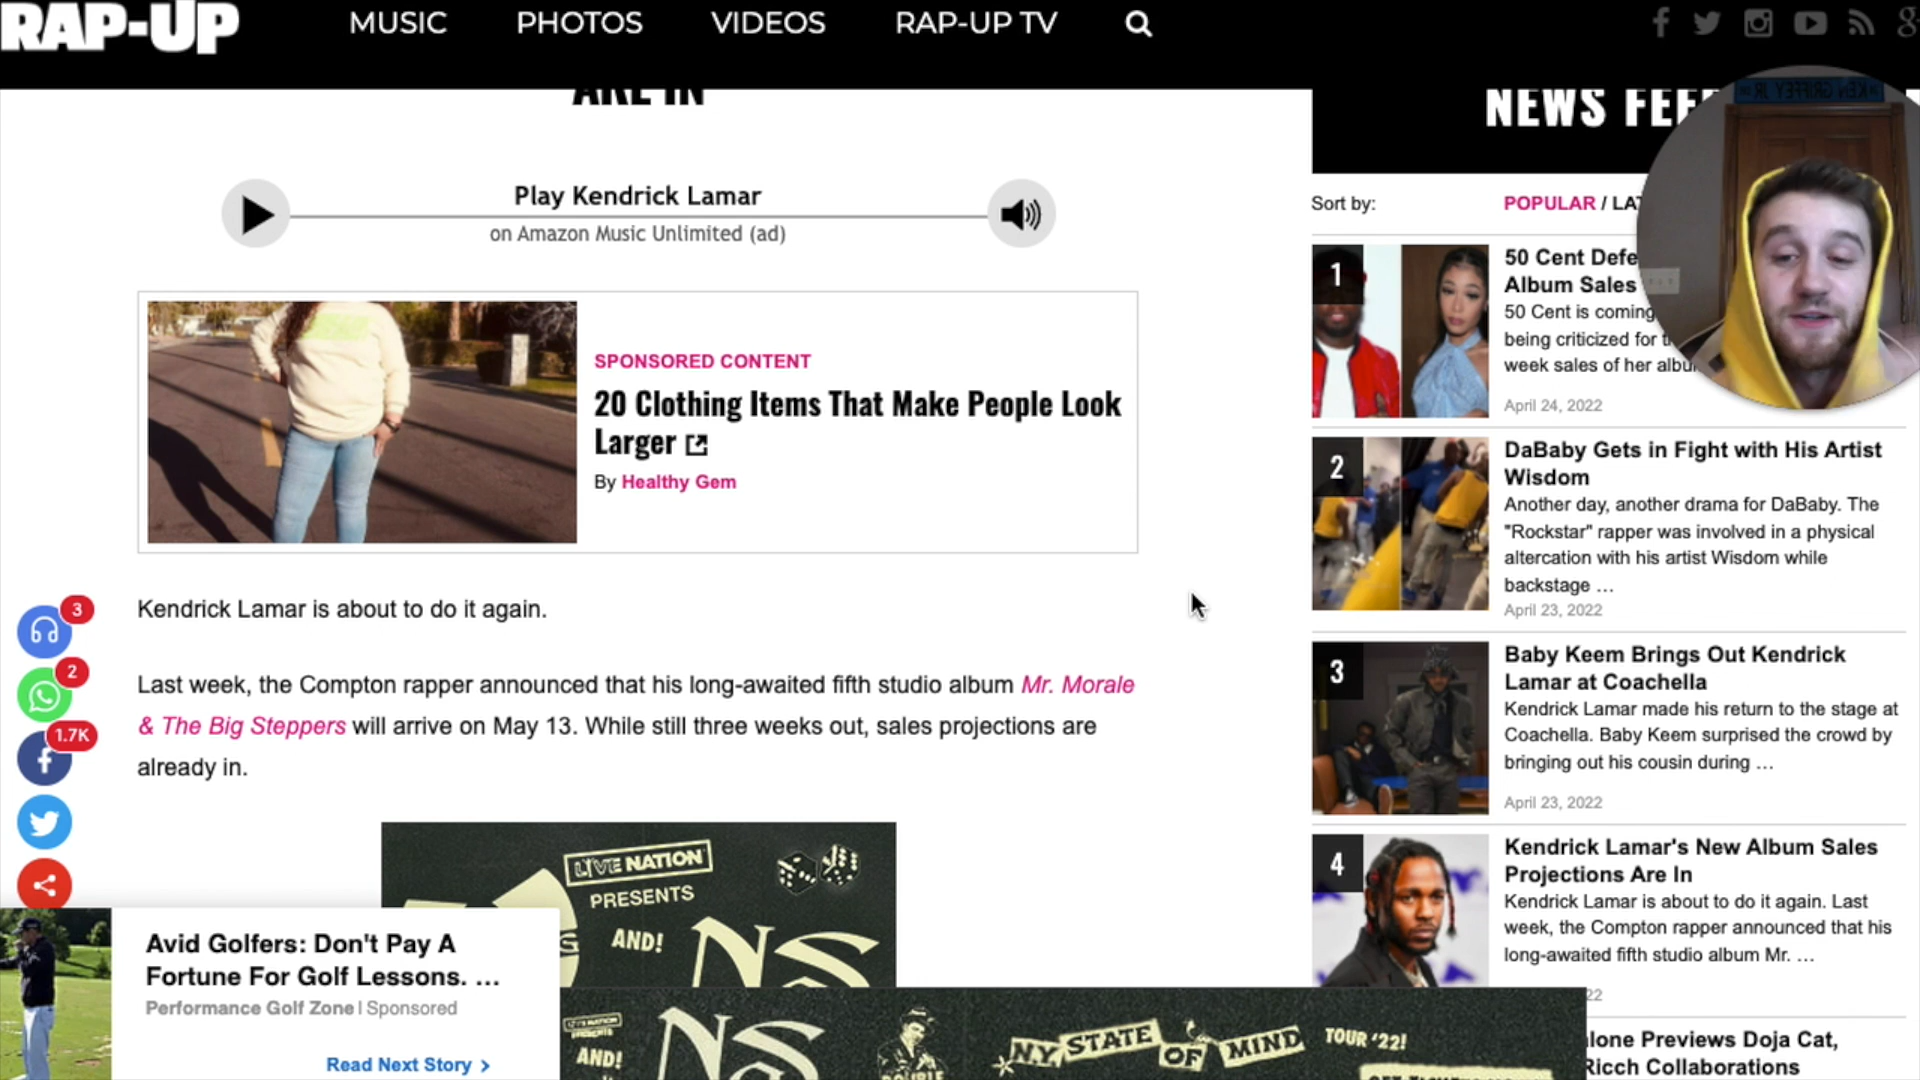 RAP-UP
MUSIC
PHOTOS
VIDEOS
RAP-UP TV
ARE IN
Play Kendrick Lamar
on Amazon Music Unlimited (ad)
SPONSORED CONTENT
20 Clothing Items That Make People Look
Larger
By Healthy Gem
Kendrick Lamar is about to do it again.
Last week, the Compton rapper announced that his long-awaited fifth studio album Mr. Morale
& The Big Steppers will arrive on May 13. While still three weeks out, sales projections are
already in.
3
2
1.7K
LIVE NATION
PRESENTS
AND!
Avid Golfers: Don't Pay A
Fortune For Golf Lessons. ...
Performance Golf Zone | Sponsored
Read Next Story >
PRESENTS
AND!
N.Y. STATE OF MIND
TOUR '22!
NEWS
Sort by:
POPULAR /
KEN GRIFFEY JR
1
50 Cent
Album Sales
50 Cent is coming
being criticized for
week sales of her
April 24, 2022
2
DaBaby Gets in Fight with His Artist
Wisdom
Another day, another drama for DaBaby. The
"Rockstar" rapper was involved in a physical
altercation with his artist Wisdom while
backstage ...
April 23, 2022
3
Baby Keem Brings Out Kendrick
Lamar at Coachella
Kendrick Lamar made his return to the stage at
Coachella. Baby Keem surprised the crowd by
bringing out his cousin during ...
April 23, 2022
4
Kendrick Lamar's New Album Sales
Projections Are In
Kendrick Lamar is about to do it again. Last
week, the Compton rapper announced that his
long-awaited fifth studio album Mr. ...
22
lone Previews Doja Cat,
Ricch Collaborations